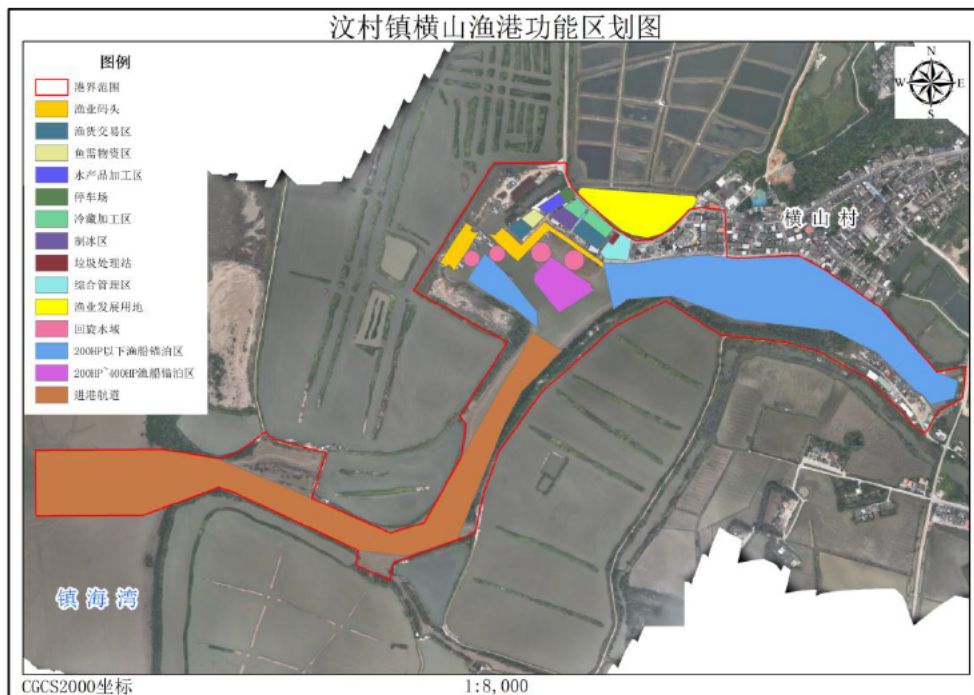 汶村镇横山渔港功能区划图
图例
港界范围
渔业码头
渔货交易区
鱼需物资区
水产品加工区
停车场
冷藏加工区
制冰区
垃圾处理站
综合管理区
渔业发展用地
回旋水域
200HP以下渔船锚泊区
200HP~400HP渔船锚泊区
进港航道
N
W
E
S
横山村
镇海湾
CGCS2000坐标
1:8,000